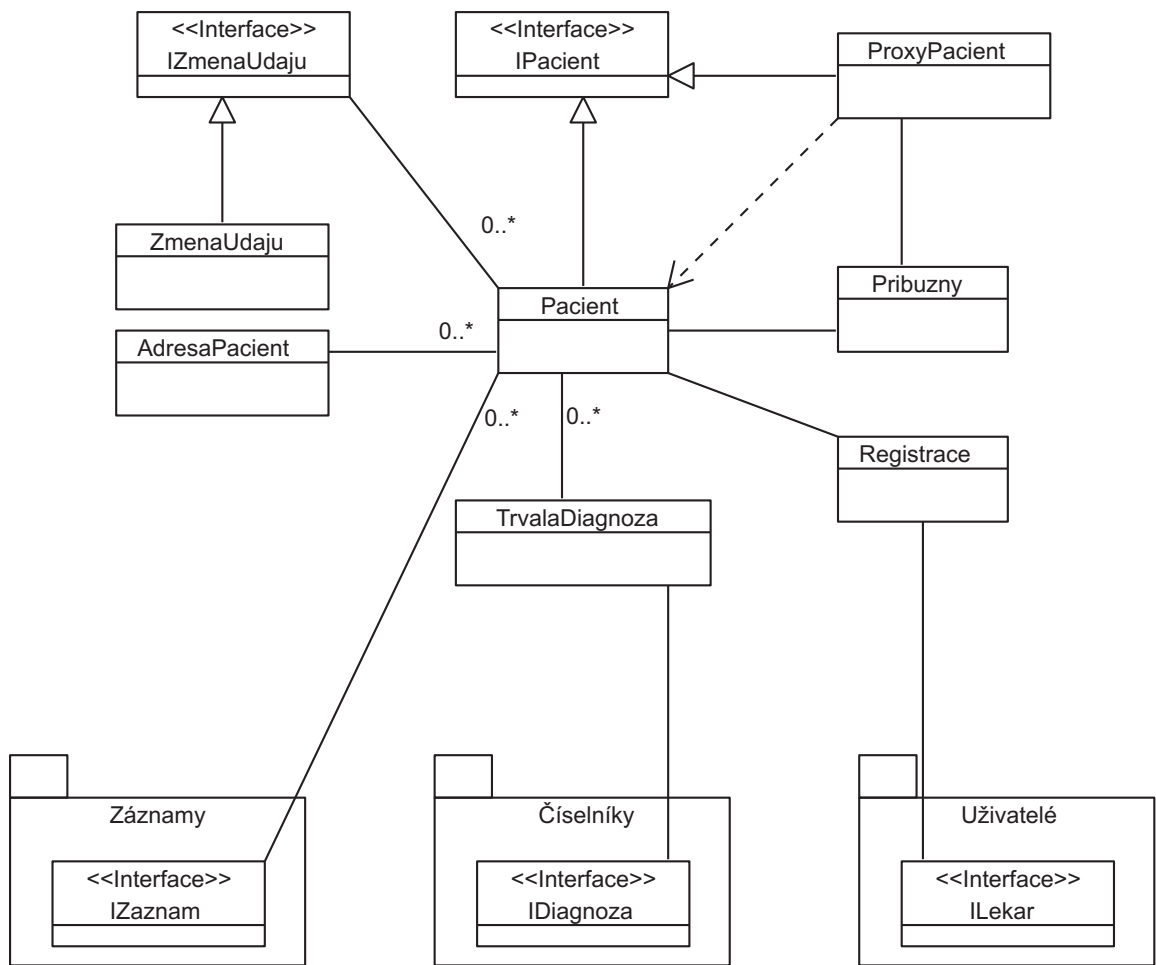 <<Interface>>
IZmenaUdaju
<<Interface>>
IPacient
ProxyPacient
ZmenaUdaju
0..*
Pribuzny
Pacient
AdresaPacient
0..*
0..*
0..*
Registrace
TrvalaDiagnoza
Záznamy
<<Interface>>
IZaznam
Číselníky
<<Interface>>
IDiagnoza
Uživatelé
<<Interface>>
ILekar